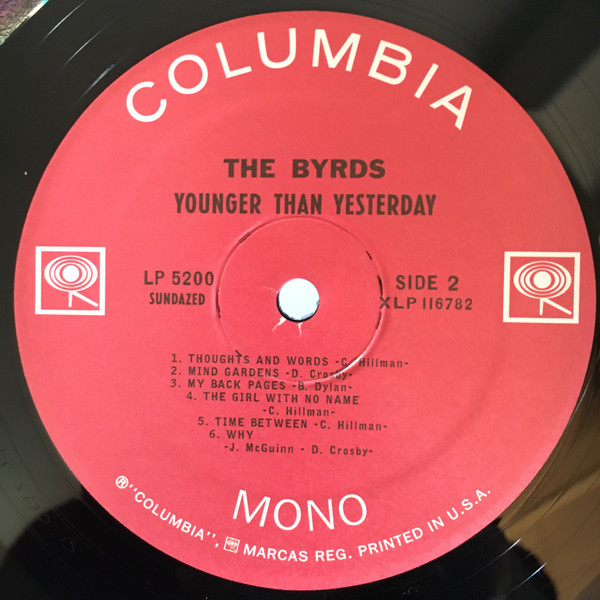 COLUMBIA
THE BYRDS
YOUNGER THAN YESTERDAY
LP 5200
SUNDAZED
SIDE 2
XLP 116782
1. THOUGHTS AND WORDS -C. Hillman-
2. MIND GARDENS -D. Crosby-
3. MY BACK PAGES -B. Dylan-
4. THE GIRL WITH NO NAME
-C. Hillman-
5. TIME BETWEEN -C. Hillman-
6. WHY
-J. McGuinn - D. Crosby-
MONO
®"COLUMBIA", MARCAS REG. PRINTED IN U.S.A.